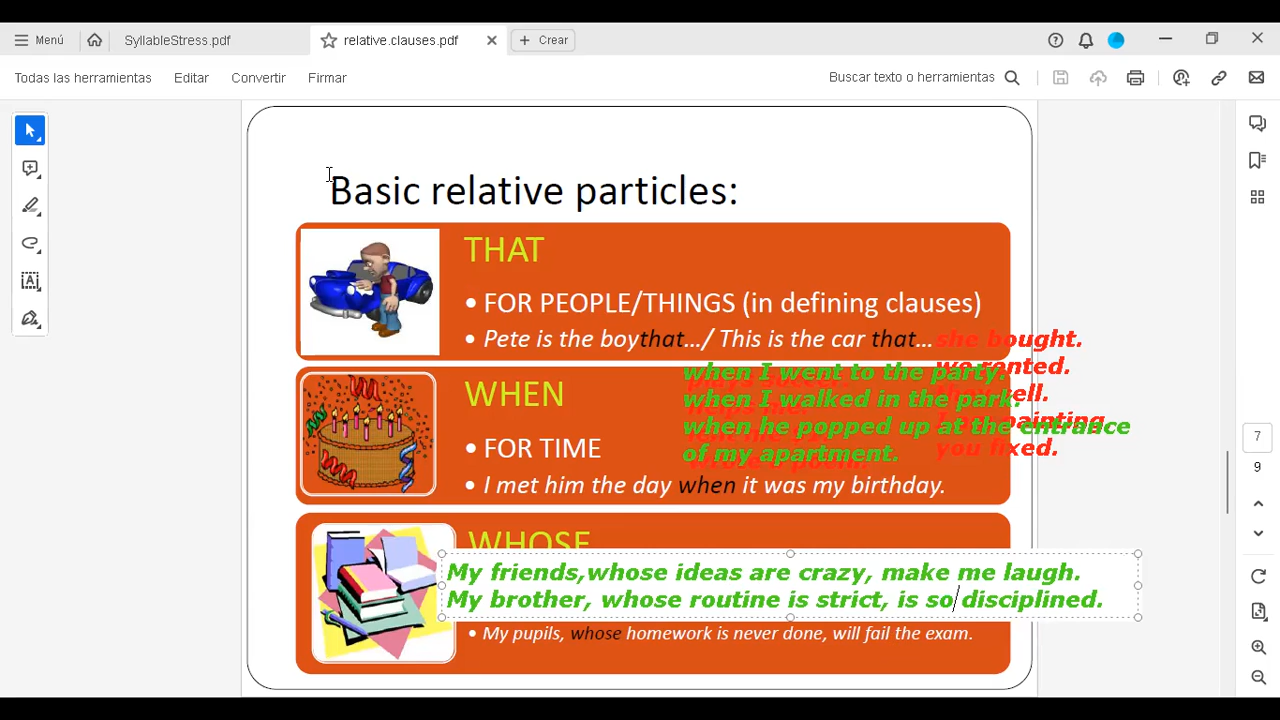 Menú
SyllableStress.pdf
relative.clauses.pdf
Crear
Todas las herramientas
Editar
Convertir
Firmar
Buscar texto o herramientas
Basic relative particles:
THAT
• FOR PEOPLE/THINGS (in defining clauses)
• Pete is the boythat.../ This is the car that...
she bought.
we rented.
you fixed.
WHEN
when I went to the party.
when I walked in the park.
when he popped up at the entrance
of my apartment.
• FOR TIME
• I met him the day when it was my birthday.
WHOSE
My friends,whose ideas are crazy, make me laugh.
My brother, whose routine is strict, is so disciplined.
• My pupils, whose homework is never done, will fail the exam.
7
9